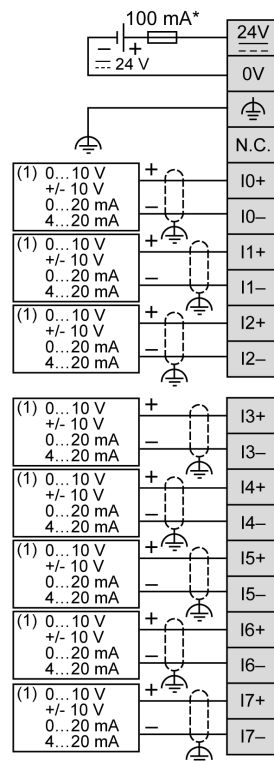 100 mA*
24V
– +
24 V
0V
N.C.
(1) 0...10 V + I0+
+/- 10 V
0...20 mA – I0–
4...20 mA
(1) 0...10 V + I1+
+/- 10 V
0...20 mA – I1–
4...20 mA
(1) 0...10 V + I2+
+/- 10 V
0...20 mA – I2–
4...20 mA
(1) 0...10 V + I3+
+/- 10 V
0...20 mA – I3–
4...20 mA
(1) 0...10 V + I4+
+/- 10 V
0...20 mA – I4–
4...20 mA
(1) 0...10 V + I5+
+/- 10 V
0...20 mA – I5–
4...20 mA
(1) 0...10 V + I6+
+/- 10 V
0...20 mA – I6–
4...20 mA
(1) 0...10 V + I7+
+/- 10 V
0...20 mA – I7–
4...20 mA